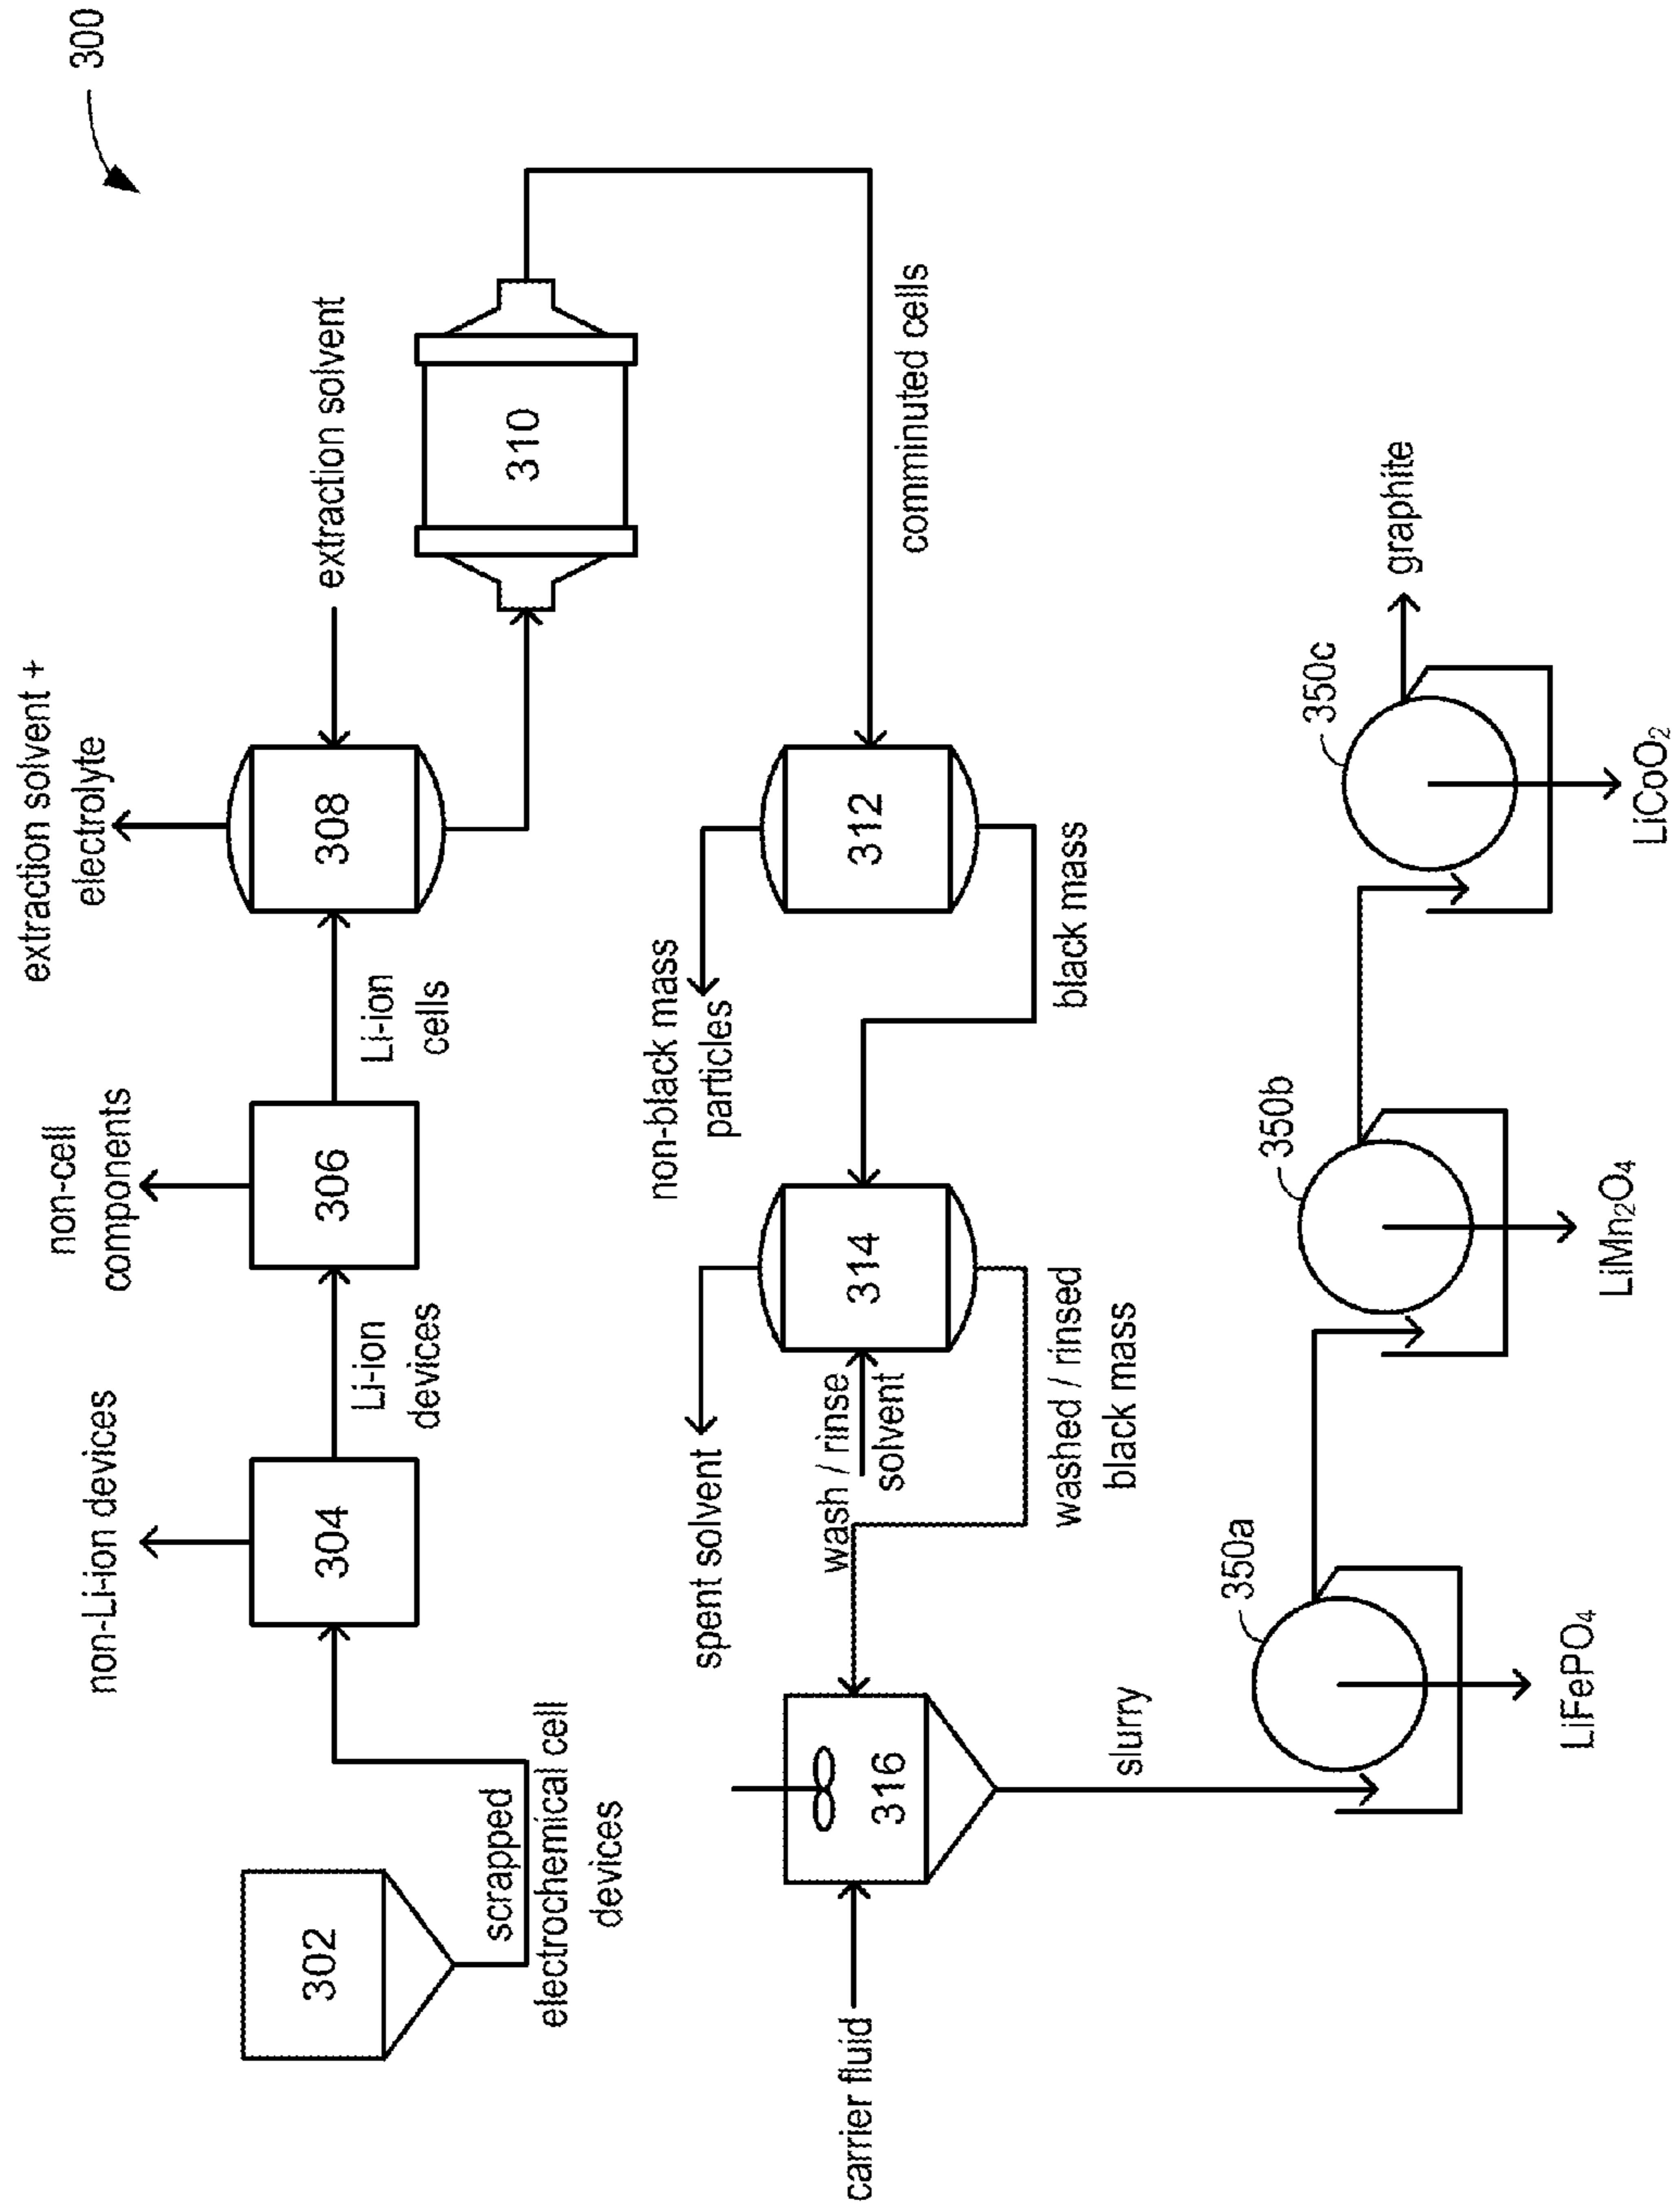 300
extraction solvent +
electrolyte
non-cell
components
non-Li-ion devices
302
304
306
308
extraction solvent
scrapped
electrochemical cell
devices
Li-ion
devices
Li-ion
cells
310
comminuted cells
non-black mass
particles
spent solvent
312
314
316
carrier fluid
wash / rinse
solvent
black mass
washed / rinsed
black mass
slurry
350a
350b
350c
graphite
LiFePO₄
LiMn₂O₄
LiCoO₂